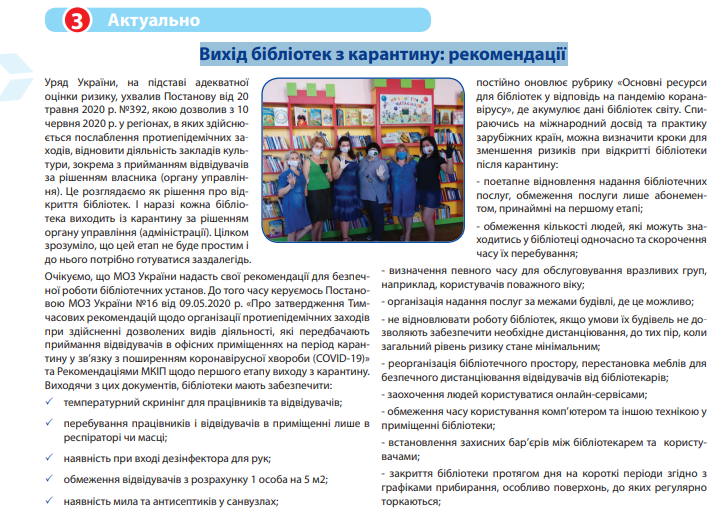 3 Актуально
Вихід бібліотек з карантину: рекомендації
Уряд України, на підставі адекватної
оцінки ризику, ухвалив Постанову від 20
травня 2020 р. №392, якою дозволив з 10
червня 2020 р. у регіонах, в яких здійсню-
ється послаблення протиепідемічних за-
ходів, відновити діяльність закладів куль-
тури, зокрема з прийманням відвідувачів
за рішенням власника (органу управлін-
ня). Це розглядаємо як рішення про від-
криття бібліотек. І наразі кожна бібліо-
тека виходить із карантину за рішенням
органу управління (адміністрації). Цілком
зрозуміло, що цей етап не буде простим і
до нього потрібно готуватися заздалегідь.
Очікуємо, що МОЗ України надасть свої рекомендації для безпеч-
ної роботи бібліотечних установ. До того часу керуємось Постано-
вою МОЗ України №16 від 09.05.2020 р. «Про затвердження Тим-
часових рекомендацій щодо організації протиепідемічних заходів
при здійсненні дозволених видів діяльності, які передбачають
приймання відвідувачів в офісних приміщеннях на період каран-
тину у зв'язку з поширенням коронавірусної хвороби (COVID-19)»
та Рекомендаціями МКІП щодо першого етапу виходу з карантину.
Виходячи з цих документів, бібліотеки мають забезпечити:
✓ температурний скринінг для працівників та відвідувачів;
✓ перебування працівників і відвідувачів в приміщенні лише в
респіраторі чи масці;
✓ наявність при вході дезінфектора для рук;
✓ обмеження відвідувачів з розрахунку 1 особа на 5 м2;
✓ наявність мила та антисептиків у санвузлах;
постійно оновлює рубрику «Основні ресурси
для бібліотек у відповідь на пандемію корана-
вірусу», де акумулює дані бібліотек світу. Спи-
раючись на міжнародний досвід та практику
зарубіжних країн, можна визначити кроки для
зменшення ризиків при відкритті бібліотеки
після карантину:
- поетапне відновлення надання бібліотечних
послуг, обмеження послуги лише абонемен-
том, принаймні на першому етапі;
- обмеження кількості людей, які можуть зна-
ходитись у бібліотеці одночасно та скорочення
часу їх перебування;
- визначення певного часу для обслуговування вразливих груп,
наприклад, користувачів поважного віку;
- організація надання послуг за межами будівлі, де це можливо;
- не відновлювати роботу бібліотек, якщо умови їх будівель не до-
зволяють забезпечити необхідне дистанціювання, до тих пір, коли
загальний рівень ризику стане мінімальним;
- реорганізація бібліотечного простору, перестановка меблів для
безпечного дистанціювання відвідувачів від бібліотекарів;
- заохочення людей користуватися онлайн-сервісами;
- обмеження часу користування комп'ютером та іншою технікою у
приміщенні бібліотеки;
- встановлення захисних бар'єрів між бібліотекарем та користу-
вачами;
- закриття бібліотеки протягом дня на короткі періоди згідно з
графіками прибирання, особливо поверхонь, до яких регулярно
торкаються;